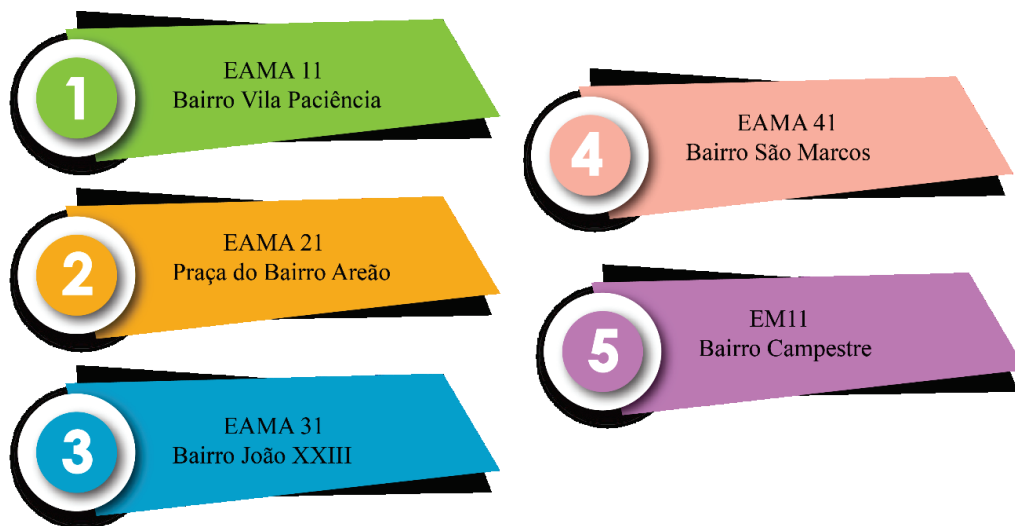 1
EAMA 11
Bairro Vila Paciência
2
EAMA 21
Praça do Bairro Areão
3
EAMA 31
Bairro João XXIII
4
EAMA 41
Bairro São Marcos
5
EM11
Bairro Campestre